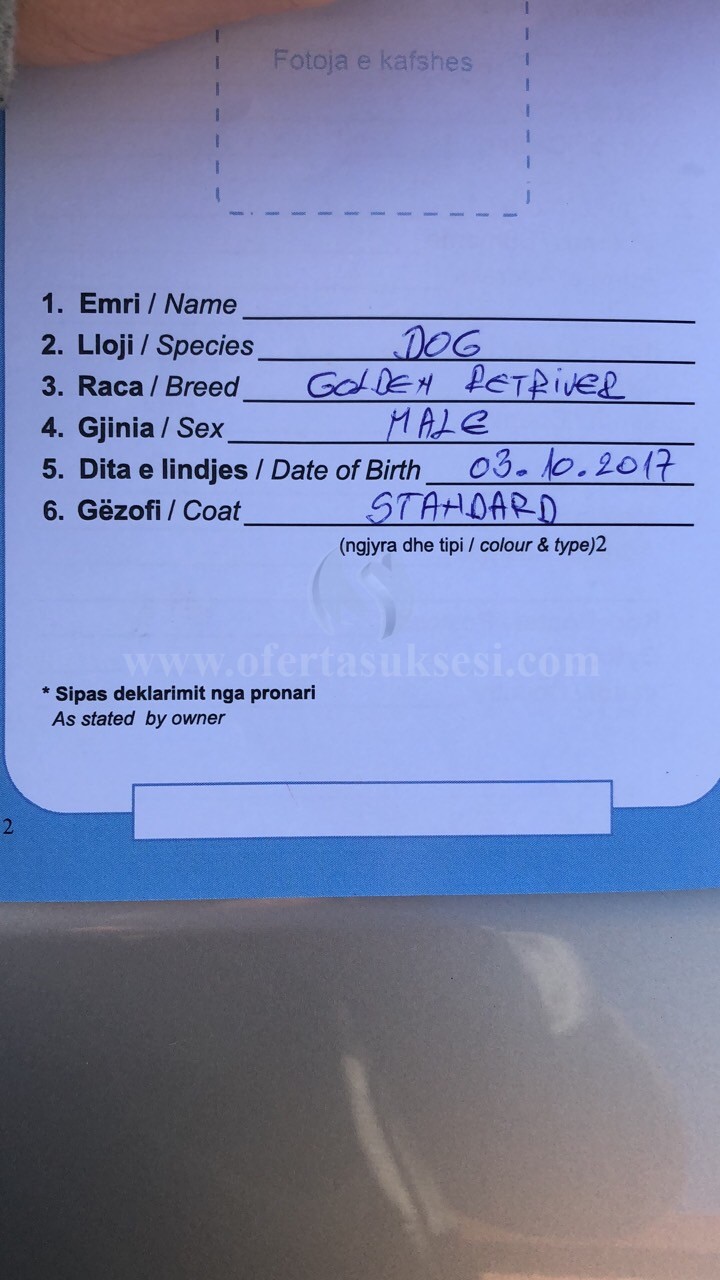 Fotoja e kafshes
1. Emri / Name
2. Lloji / Species DOG
3. Raca / Breed GOLDEN RETRIVER
4. Gjinia / Sex MALE
5. Dita e lindjes / Date of Birth 03.10.2017
6. Gëzofi / Coat STANDARD
(ngjyra dhe tipi / colour & type)2
www.ofertasuksesi.com
* Sipas deklarimit nga pronari
As stated by owner
2